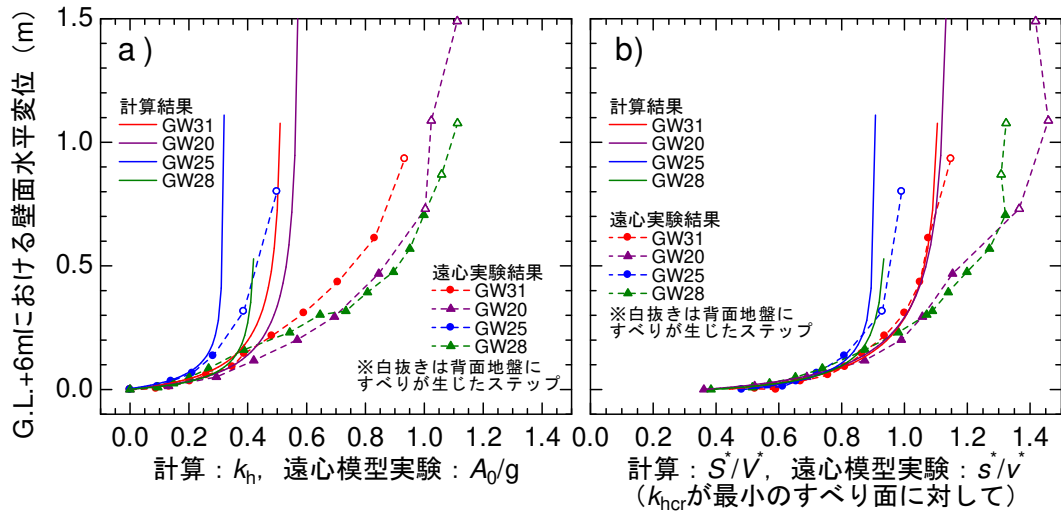 G.L.+6mにおける壁面水平変位（m）
1.5
1.0
0.5
0.0
a)
計算結果
GW31
GW20
GW25
GW28
遠心実験結果
GW31
GW20
GW25
GW28
※白抜きは背面地盤に
すべりが生じたステップ
0.0 0.2 0.4 0.6 0.8 1.0 1.2 1.4
計算：kh，遠心模型実験：A0/g
b)
計算結果
GW31
GW20
GW25
GW28
遠心実験結果
GW31
GW20
GW25
GW28
※白抜きは背面地盤に
すべりが生じたステップ
0.0 0.2 0.4 0.6 0.8 1.0 1.2 1.4
計算：S*/V*，遠心模型実験：s*/v*
（khcrが最小のすべり面に対して）